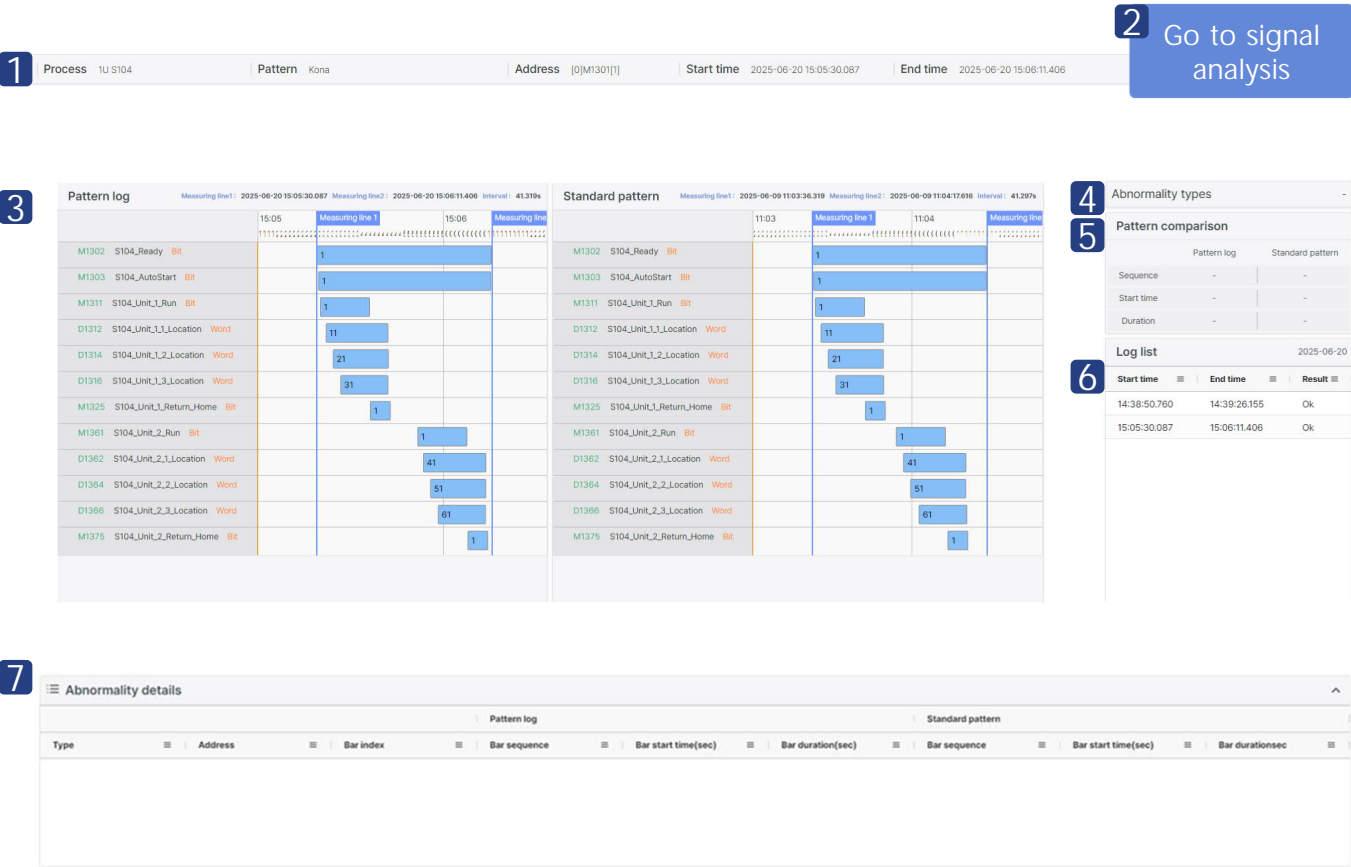 2
Go to signal
analysis
1
Process 1U S104 Pattern Kona Address [0]M1301[1] Start time 2025-06-20 15:05:30.087 End time 2025-06-20 15:06:11.406
3
Pattern log Measuring line1 : 2025-06-20 15:05:30.087 Measuring line2 : 2025-06-20 15:06:11.406 Interval : 41.319s
15:05 Measuring line 1 15:06 Measuring line
M1302 S104_Ready Bit 1
M1303 S104_AutoStart Bit 1
M1311 S104_Unit_1_Run Bit 1
D1312 S104_Unit_1_1_Location Word 11
D1314 S104_Unit_1_2_Location Word 21
D1316 S104_Unit_1_3_Location Word 31
M1325 S104_Unit_1_Return_Home Bit 1
M1361 S104_Unit_2_Run Bit 1
D1362 S104_Unit_2_1_Location Word 41
D1364 S104_Unit_2_2_Location Word 51
D1366 S104_Unit_2_3_Location Word 61
M1375 S104_Unit_2_Return_Home Bit 1
Standard pattern Measuring line1 : 2025-06-09 11:03:36.319 Measuring line2 : 2025-06-09 11:04:17.616 Interval : 41.297s
11:03 Measuring line 1 11:04 Measuring line
M1302 S104_Ready Bit 1
M1303 S104_AutoStart Bit 1
M1311 S104_Unit_1_Run Bit 1
D1312 S104_Unit_1_1_Location Word 11
D1314 S104_Unit_1_2_Location Word 21
D1316 S104_Unit_1_3_Location Word 31
M1325 S104_Unit_1_Return_Home Bit 1
M1361 S104_Unit_2_Run Bit 1
D1362 S104_Unit_2_1_Location Word 41
D1364 S104_Unit_2_2_Location Word 51
D1366 S104_Unit_2_3_Location Word 61
M1375 S104_Unit_2_Return_Home Bit 1
4
Abnormality types -
5
Pattern comparison
Pattern log Standard pattern
Sequence - -
Start time - -
Duration - -
Log list 2025-06-20
6
Start time End time Result
14:38:50.760 14:39:26.155 Ok
15:05:30.087 15:06:11.406 Ok
7
Abnormality details
Pattern log Standard pattern
Type Address Bar index Bar sequence Bar start time(sec) Bar duration(sec) Bar sequence Bar start time(sec) Bar durationsec